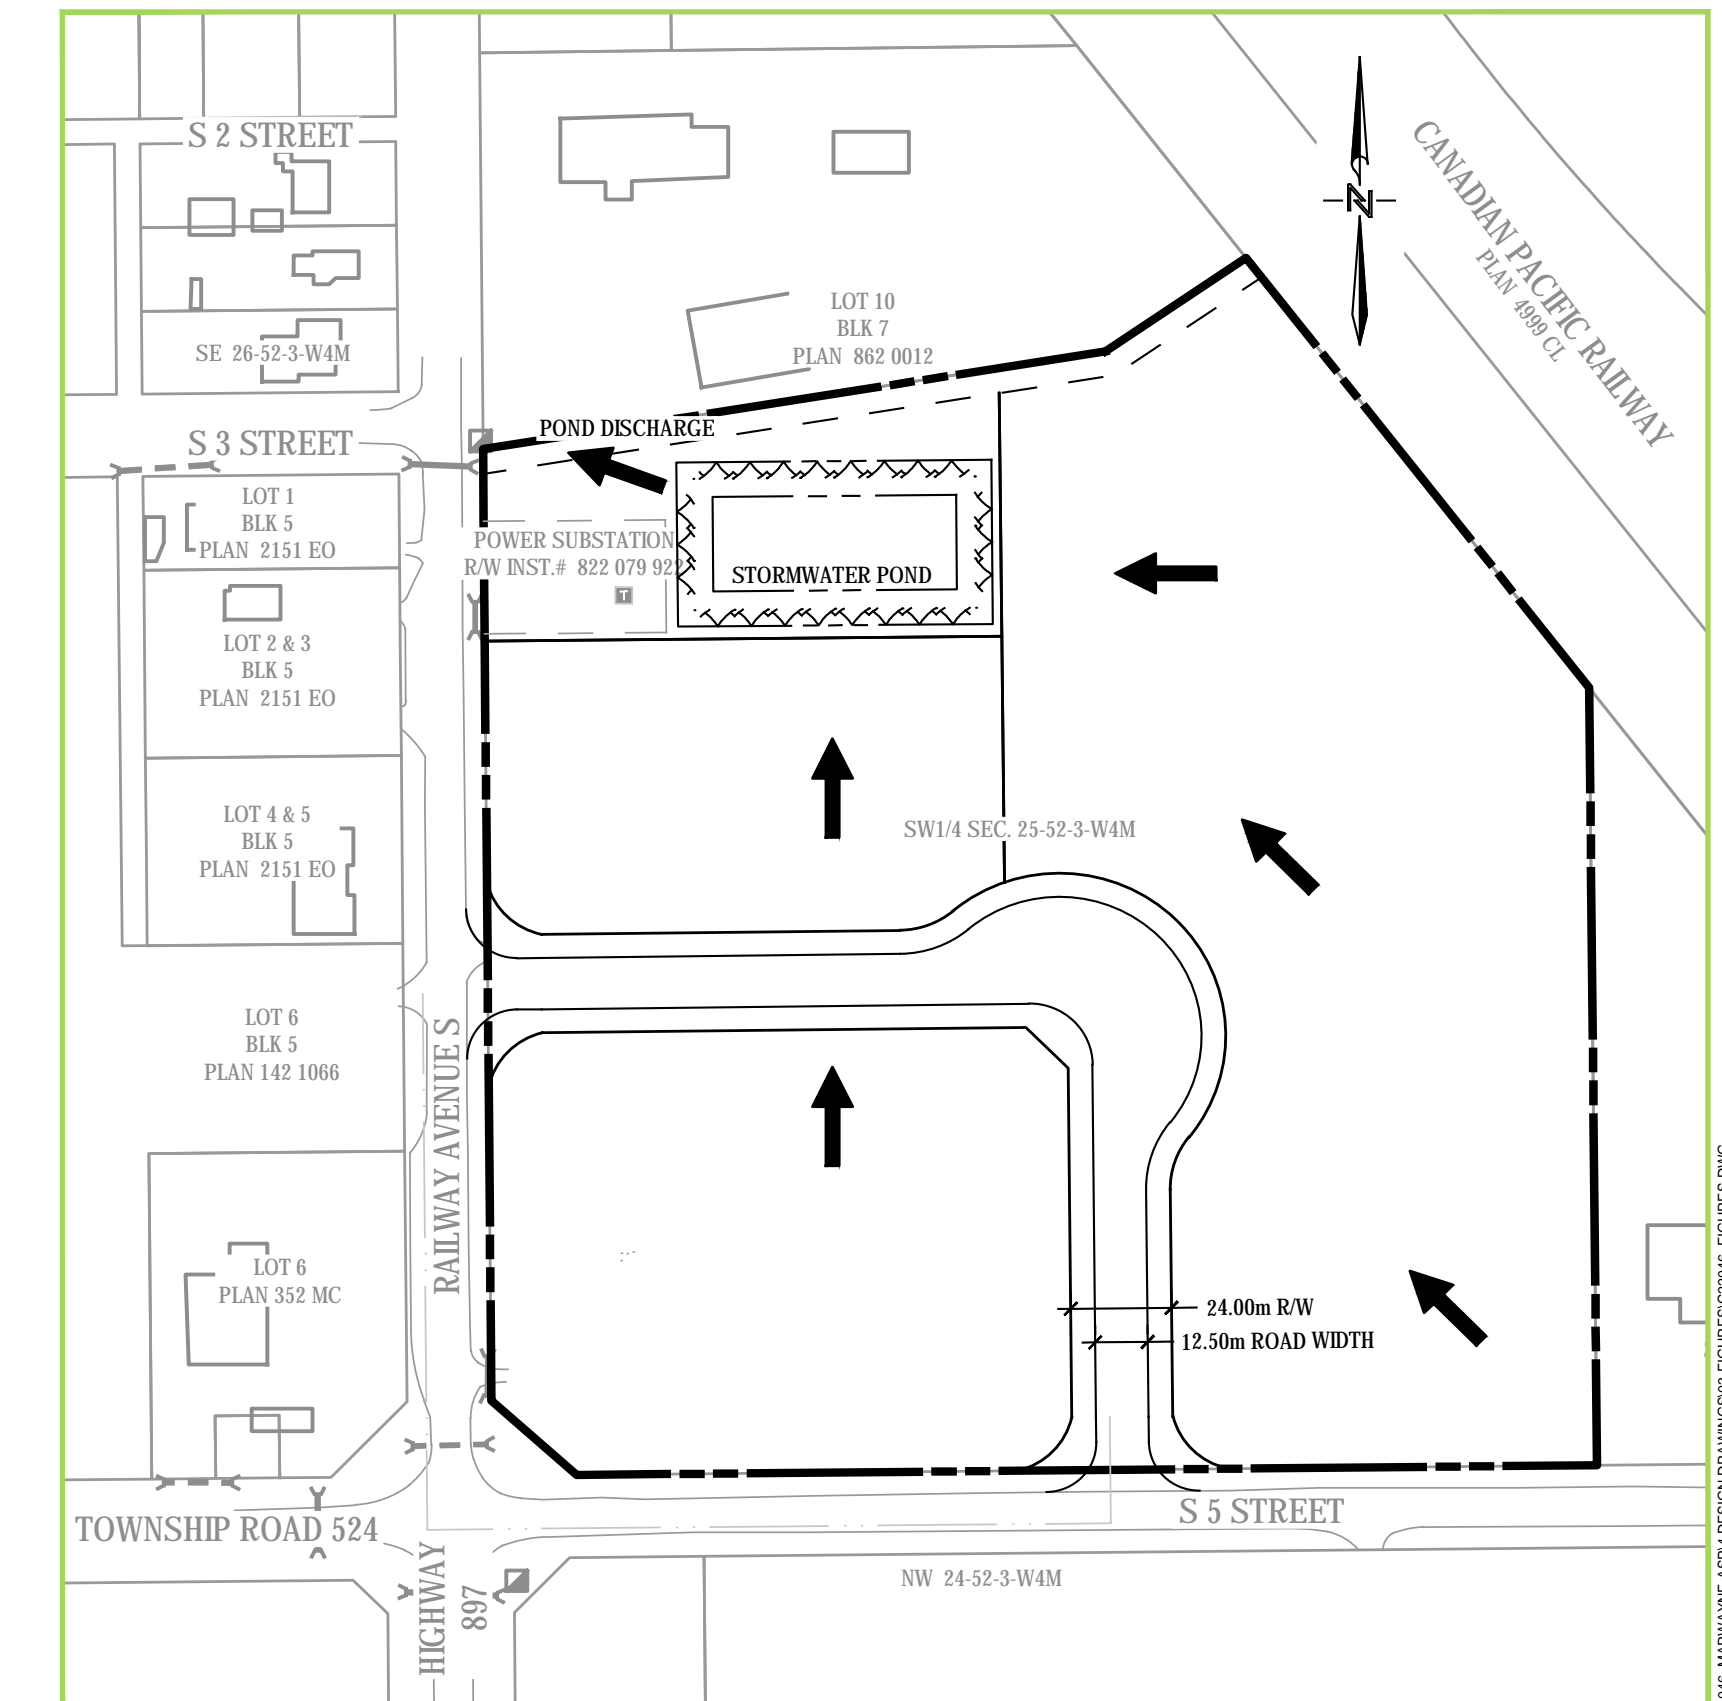 S 2 STREET
CANADIAN PACIFIC RAILWAY
PLAN 4999 CL
N
LOT 10
BLK 7
PLAN 862 0012
SE 26-52-3-W4M
S 3 STREET
POND DISCHARGE
LOT 1
BLK 5
PLAN 2151 EO
POWER SUBSTATION
R/W INST.# 822 079 922
T
STORMWATER POND
LOT 2 & 3
BLK 5
PLAN 2151 EO
LOT 4 & 5
BLK 5
PLAN 2151 EO
SW1/4 SEC. 25-52-3-W4M
LOT 6
BLK 5
PLAN 142 1066
RAILWAY AVENUE S
LOT 6
PLAN 352 MC
24.00m R/W
12.50m ROAD WIDTH
S 5 STREET
TOWNSHIP ROAD 524
HIGHWAY
897
NW 24-52-3-W4M